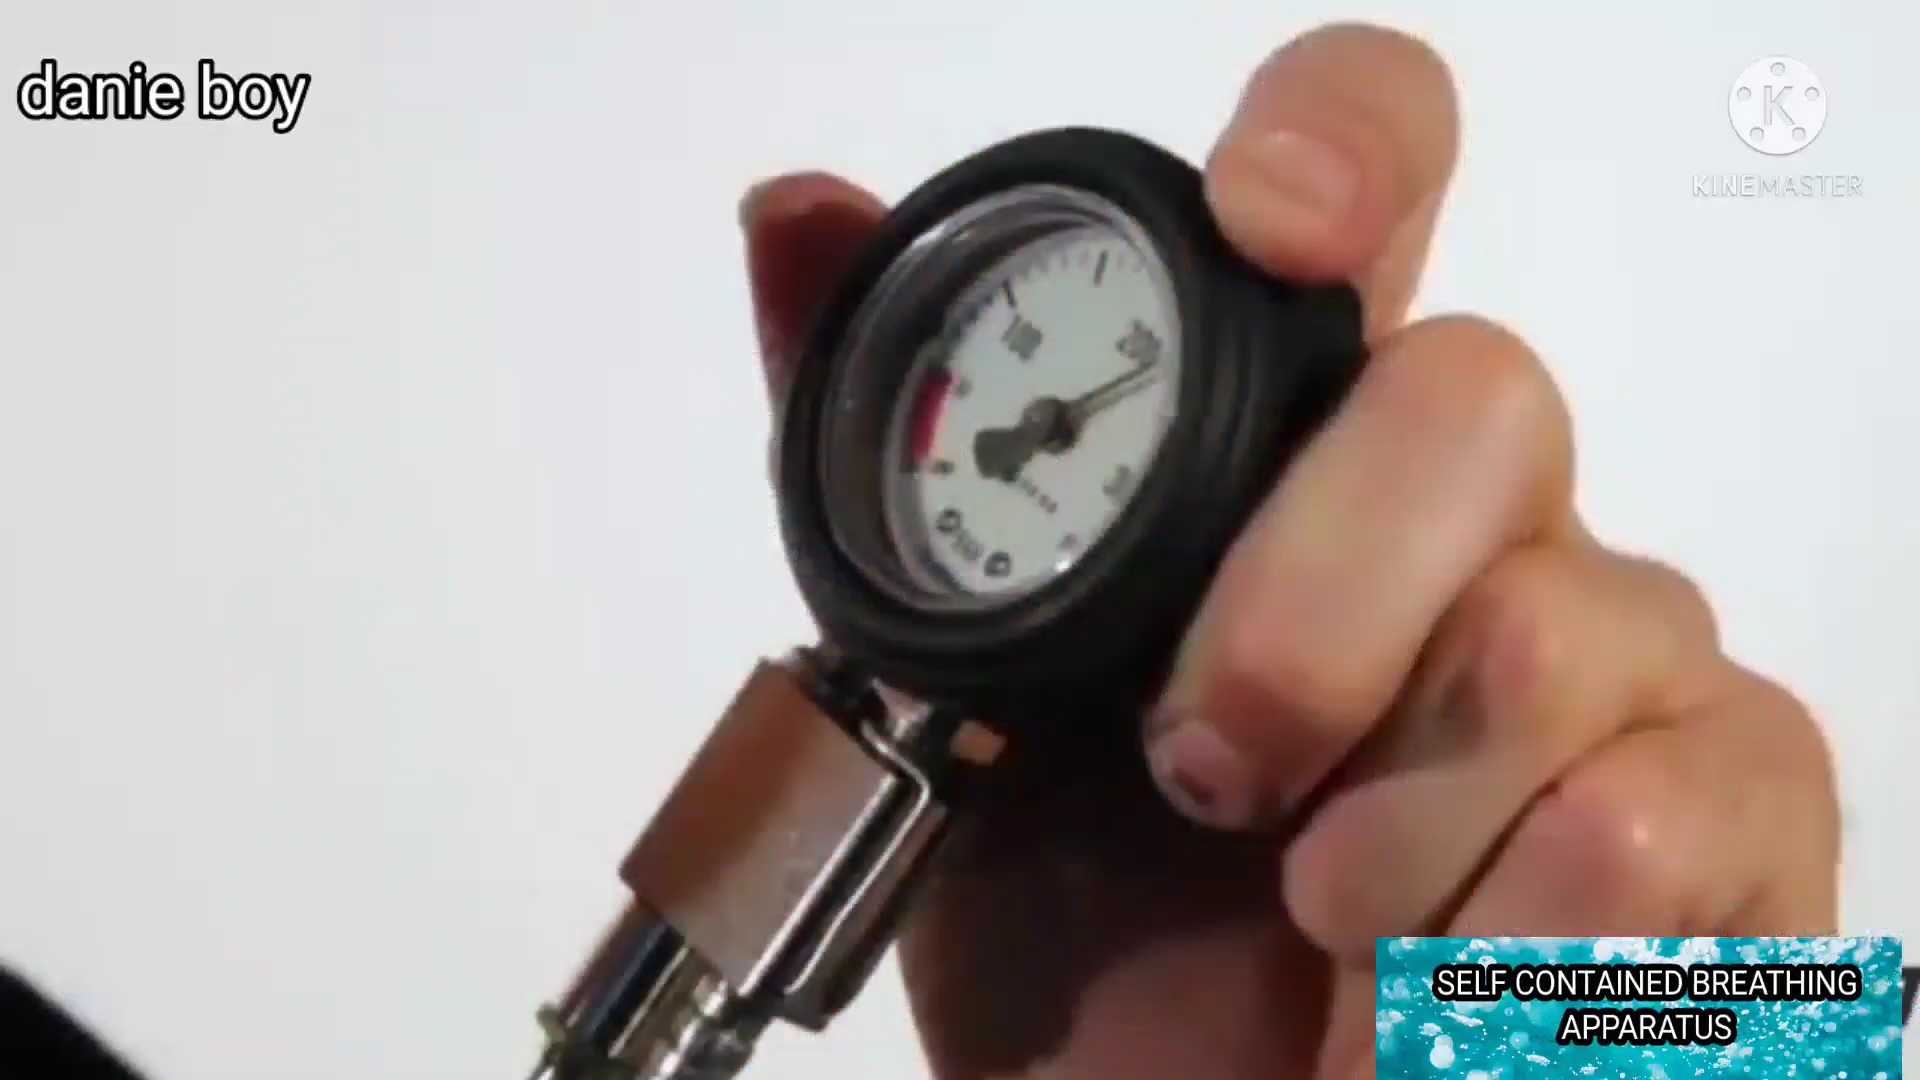 danie boy
KINEMASTER
100
200
SELF CONTAINED BREATHING
APPARATUS